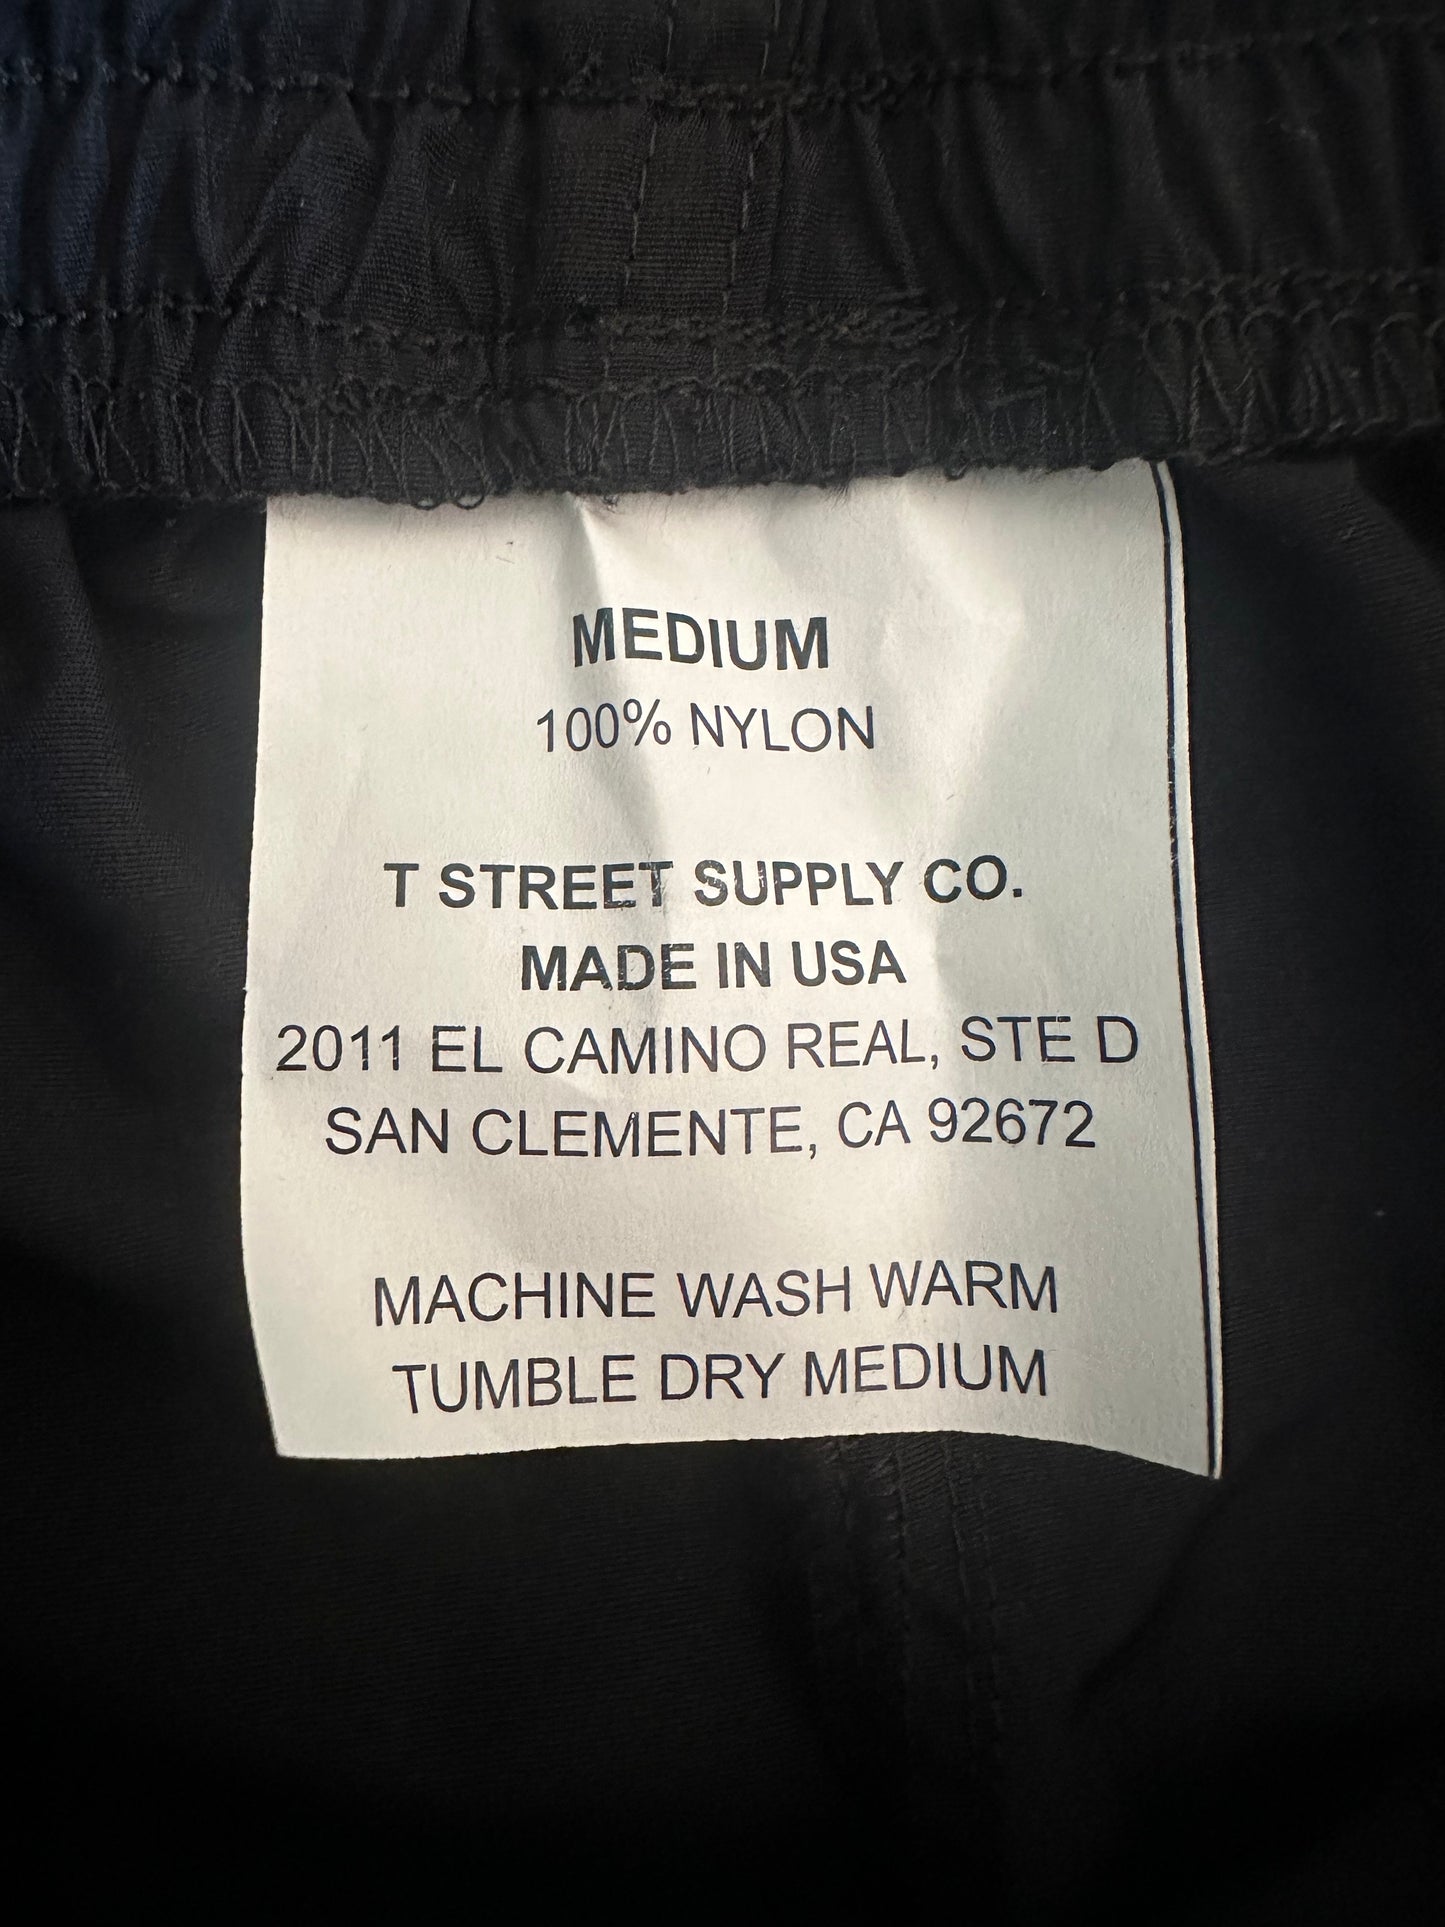 MEDIUM
100% NYLON
T STREET SUPPLY CO.
MADE IN USA
2011 EL CAMINO REAL, STE D
SAN CLEMENTE, CA 92672
MACHINE WASH WARM
TUMBLE DRY MEDIUM